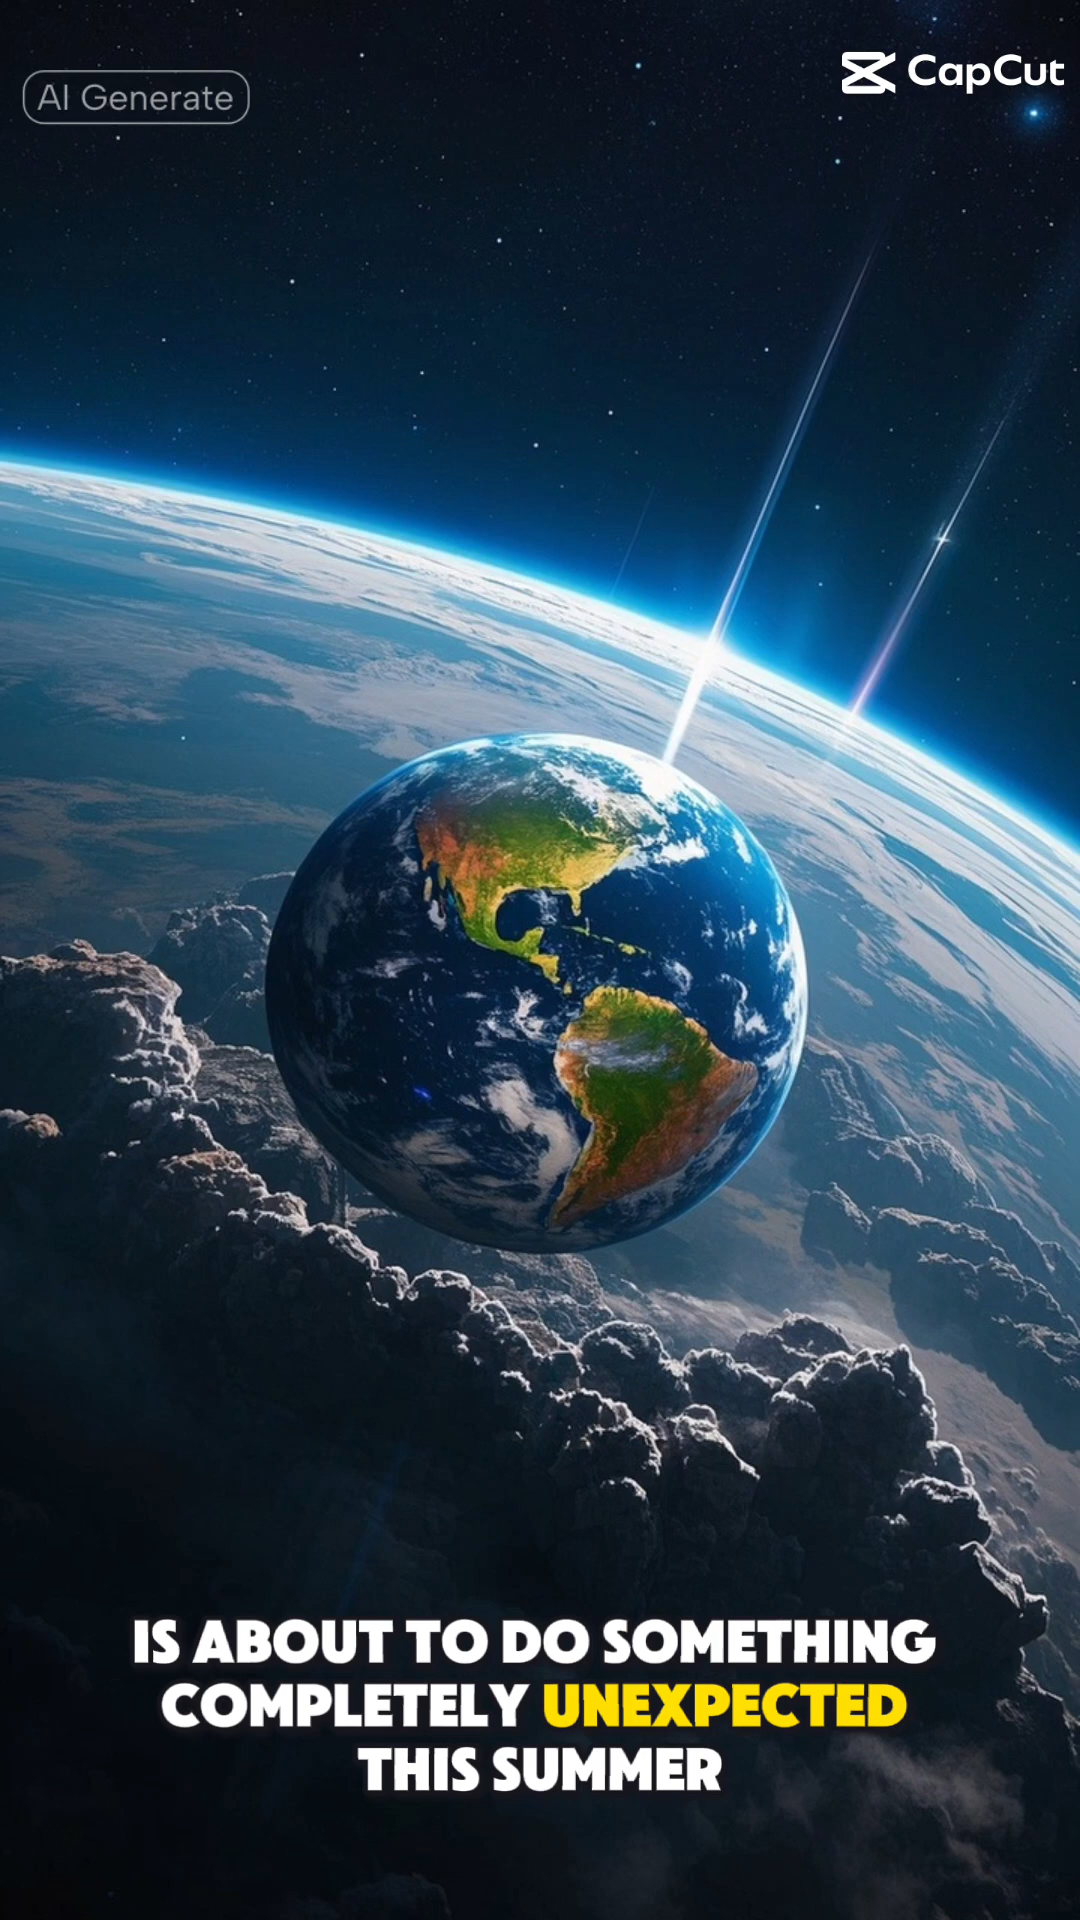 AI Generate
CapCut
IS ABOUT TO DO SOMETHING
COMPLETELY UNEXPECTED
THIS SUMMER